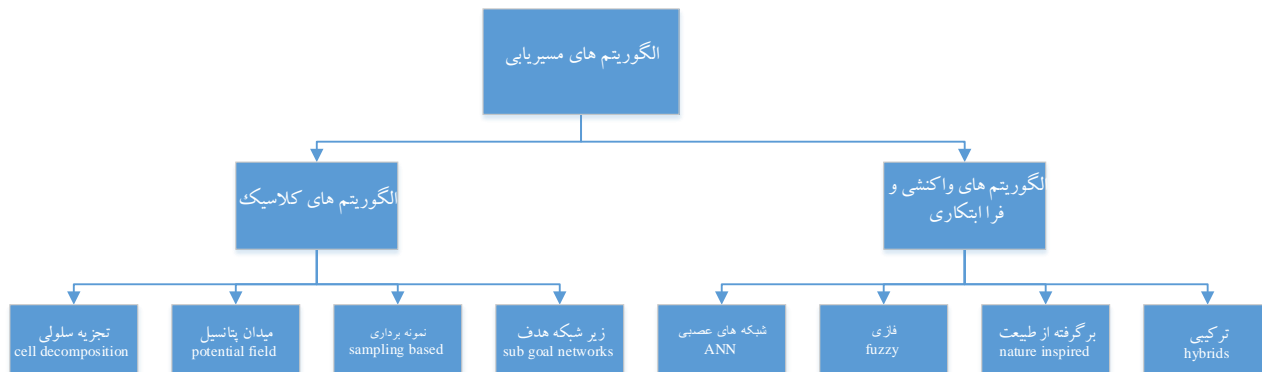 الگوریتم های مسیریابی
الگوریتم های کلاسیک
الگوریتم های واکنشی و
فرا ابتکاری
تجزیه سلولی
cell decomposition
میدان پتانسیل
potential field
نمونه برداری
sampling based
زیر شبکه هدف
sub goal networks
شبکه های عصبی
ANN
فازی
fuzzy
برگرفته از طبیعت
nature inspired
ترکیبی
hybrids